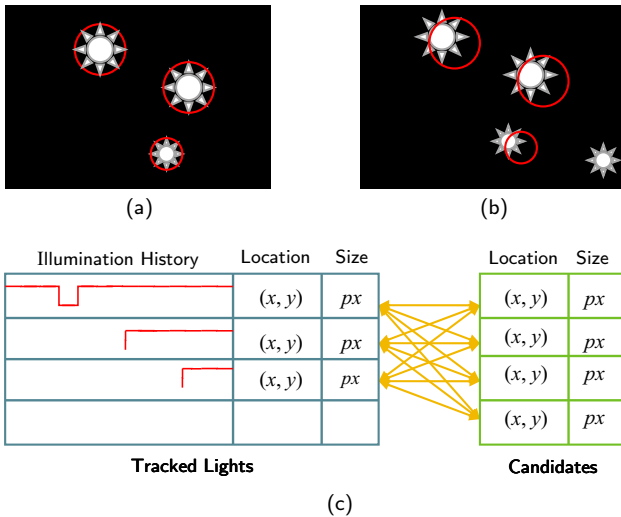 (a)
(b)
Illumination History Location Size
Location Size
(x, y) px
(x, y) px
(x, y) px
(x, y) px
(x, y) px
(x, y) px
(x, y) px
Tracked Lights
Candidates
(c)